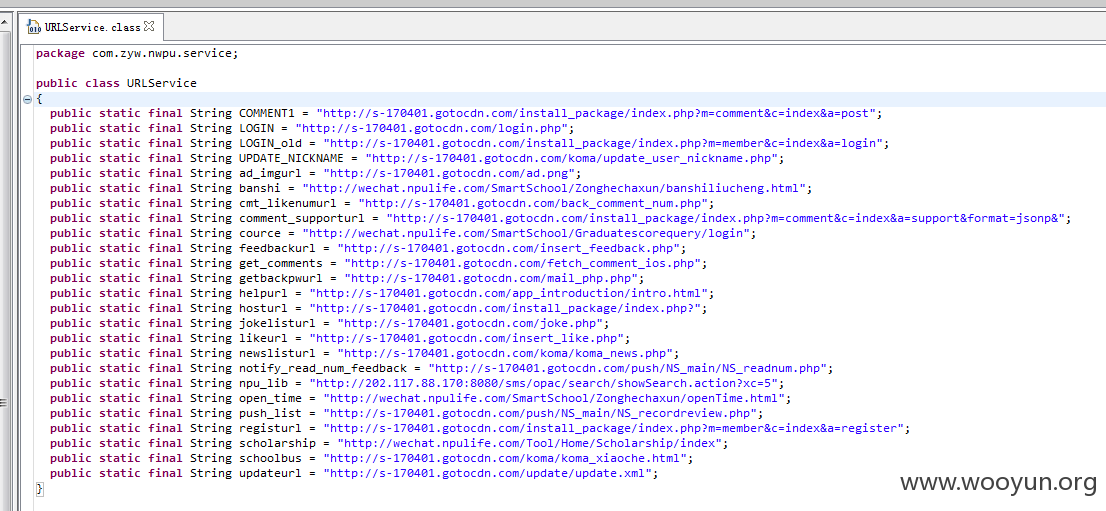 URLService.class
package com.zyw.nwpu.service;
public class URLService
{
public static final String COMMENT1 = "http://s-170401.gotocdn.com/install_package/index.php?m=comment&c=index&a=post";
public static final String LOGIN = "http://s-170401.gotocdn.com/login.php";
public static final String LOGIN_old = "http://s-170401.gotocdn.com/install_package/index.php?m=member&c=index&a=login";
public static final String UPDATE_NICKNAME = "http://s-170401.gotocdn.com/koma/update_user_nickname.php";
public static final String ad_imgurl = "http://s-170401.gotocdn.com/ad.png";
public static final String banshi = "http://wechat.npulife.com/SmartSchool/Zonghechaxun/banshiliucheng.html";
public static final String cmt_likenumurl = "http://s-170401.gotocdn.com/back_comment_num.php";
public static final String comment_supporturl = "http://s-170401.gotocdn.com/install_package/index.php?m=comment&c=index&a=support&format=jsonp&";
public static final String cource = "http://wechat.npulife.com/SmartSchool/Graduatescorequery/login";
public static final String feedbackurl = "http://s-170401.gotocdn.com/insert_feedback.php";
public static final String get_comments = "http://s-170401.gotocdn.com/fetch_comment_ios.php";
public static final String getbackpwurl = "http://s-170401.gotocdn.com/mail_php.php";
public static final String helpurl = "http://s-170401.gotocdn.com/app_introduction/intro.html";
public static final String hosturl = "http://s-170401.gotocdn.com/install_package/index.php?";
public static final String jokelisturl = "http://s-170401.gotocdn.com/joke.php";
public static final String likeurl = "http://s-170401.gotocdn.com/insert_like.php";
public static final String newslisturl = "http://s-170401.gotocdn.com/koma/koma_news.php";
public static final String notify_read_num_feedback = "http://s-170401.gotocdn.com/push/NS_main/NS_readnum.php";
public static final String npu_lib = "http://202.117.88.170:8080/sms/opac/search/showSearch.action?xc=5";
public static final String open_time = "http://wechat.npulife.com/SmartSchool/Zonghechaxun/openTime.html";
public static final String push_list = "http://s-170401.gotocdn.com/push/NS_main/NS_recordreview.php";
public static final String registurl = "http://s-170401.gotocdn.com/install_package/index.php?m=member&c=index&a=register";
public static final String scholarship = "http://wechat.npulife.com/Tool/Home/Scholarship/index";
public static final String schoolbus = "http://s-170401.gotocdn.com/koma/koma_xiaoche.html";
public static final String updateurl = "http://s-170401.gotocdn.com/update/update.xml";
}
www.wooyun.org